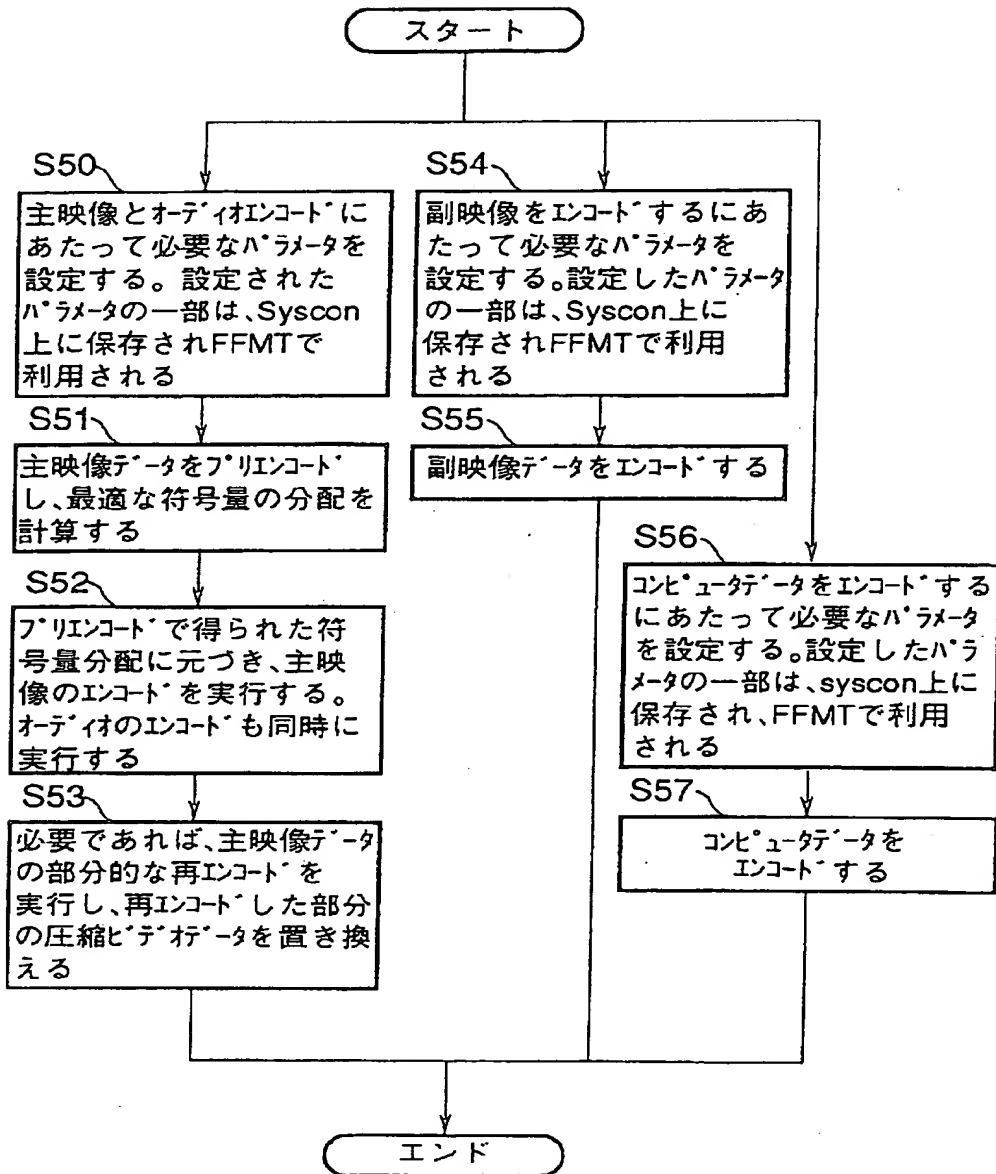 スタート
S50
主映像とオーディオエンコードに
あたって必要なパラメータを
設定する。設定された
パラメータの一部は、Syscon
上に保存されFFMTで
利用される
S51
主映像データをプリエンコード
し、最適な符号量の分配を
計算する
S52
プリエンコードで得られた符
号量分配に元づき、主映
像のエンコードを実行する。
オーディオのエンコードも同時に
実行する
S53
必要であれば、主映像データ
の部分的な再エンコードを
実行し、再エンコードした部分
の圧縮ビデオデータを置き換
える
S54
副映像をエンコードするにあ
たって必要なパラメータを
設定する。設定したパラメータ
の一部は、Syscon上に
保存されFFMTで利用
される
S55
副映像データをエンコードする
S56
コンピュータデータをエンコードする
にあたって必要なパラメータ
を設定する。設定したパラ
メータの一部は、syscon上に
保存され、FFMTで利用
される
S57
コンピュータデータを
エンコードする
エンド